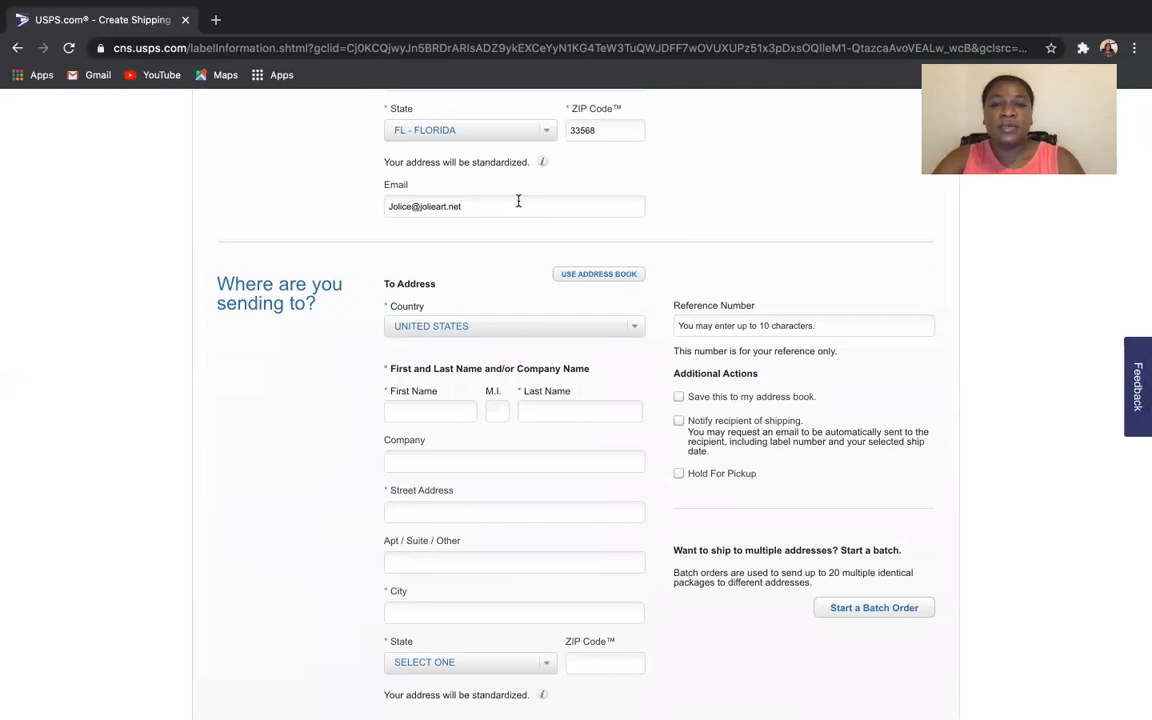 USPS.com® - Create Shipping
cns.usps.com/labelInformation.shtml?gclid=Cj0KCQjwyJn5BRDrARIsADZ9ykEXCeYyN1KG4TeW3TuQWJDFF7wOVUXUPz51x3pDxsOQIleM1-QtazcaAvoVEALw_wcB&gclsrc=...
Apps Gmail YouTube Maps Apps
* State * ZIP Code™
FL - FLORIDA 33568
Your address will be standardized.
Email
Jolice@jolieart.net
Where are you
sending to?
USE ADDRESS BOOK
To Address
* Country
UNITED STATES
* First and Last Name and/or Company Name
* First Name M.I. * Last Name
Company
* Street Address
Apt / Suite / Other
* City
* State ZIP Code™
SELECT ONE
Your address will be standardized.
Reference Number
You may enter up to 10 characters.
This number is for your reference only.
Additional Actions
Save this to my address book.
Notify recipient of shipping.
You may request an email to be automatically sent to the
recipient, including label number and your selected ship
date.
Hold For Pickup
Want to ship to multiple addresses? Start a batch.
Batch orders are used to send up to 20 multiple identical
packages to different addresses.
Start a Batch Order
Feedback